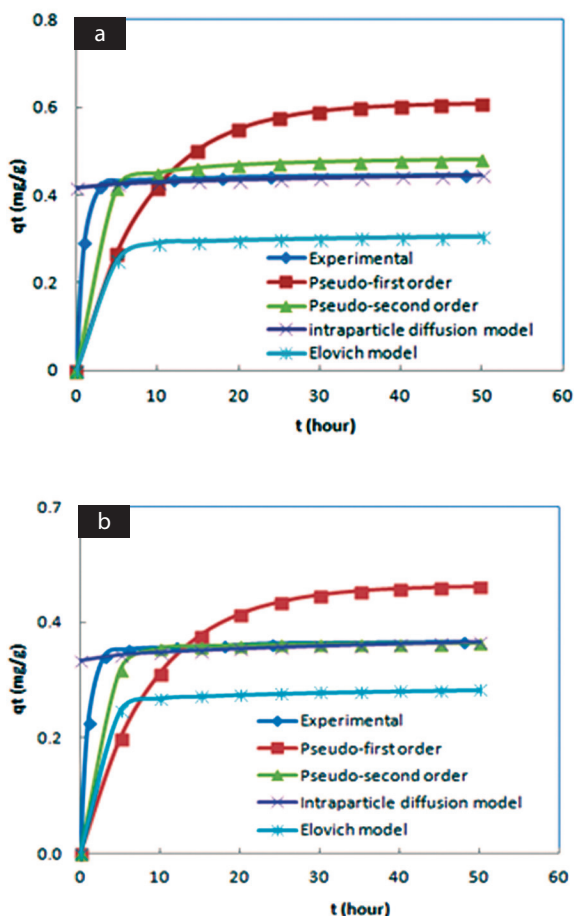 a
0.8
0.6
0.4
0.2
0
qt (mg/g)
Experimental
Pseudo-first order
Pseudo-second order
intraparticle diffusion model
Elovich model
0 10 20 30 40 50 60
t (hour)
b
0.7
0.4
0.2
0.0
qt (mg/g)
Experimental
Pseudo-first order
Pseudo-second order
Intraparticle diffusion model
Elovich model
0 10 20 30 40 50 60
t (hour)